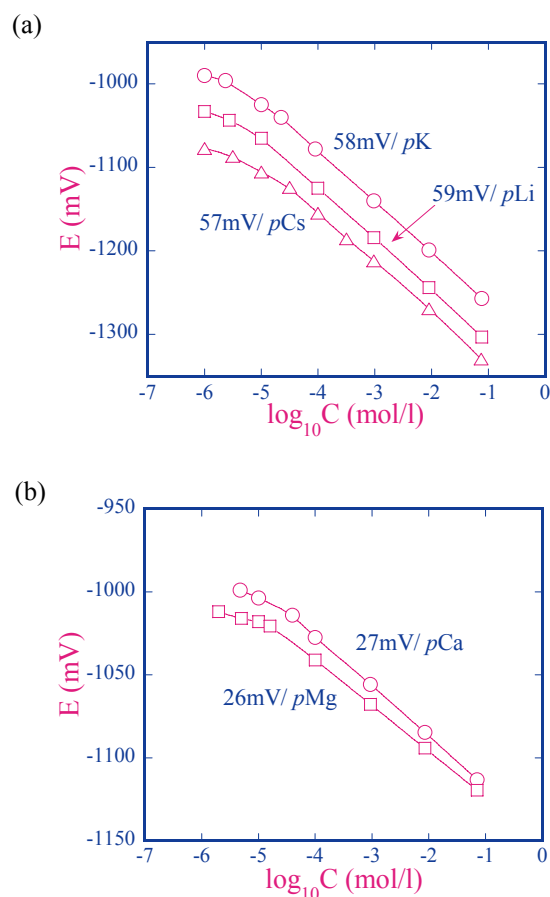 (a)
E (mV)
-1000
-1100
-1200
-1300
58mV/ pK
59mV/ pLi
57mV/ pCs
-7 -6 -5 -4 -3 -2 -1 0
log₁₀C (mol/l)
(b)
E (mV)
-950
-1000
-1050
-1100
-1150
27mV/ pCa
26mV/ pMg
-7 -6 -5 -4 -3 -2 -1 0
log₁₀C (mol/l)